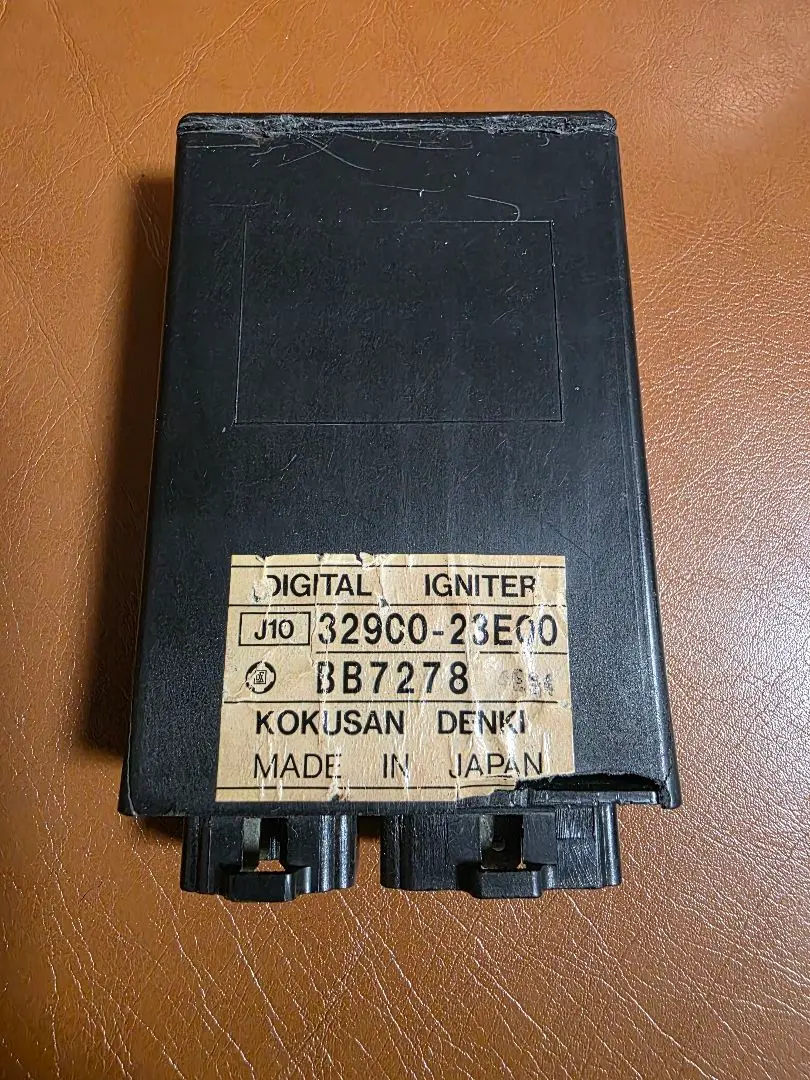 DIGITAL IGNITER
J10 32900-23E00
BB7278
KOKUSAN DENKI
MADE IN JAPAN